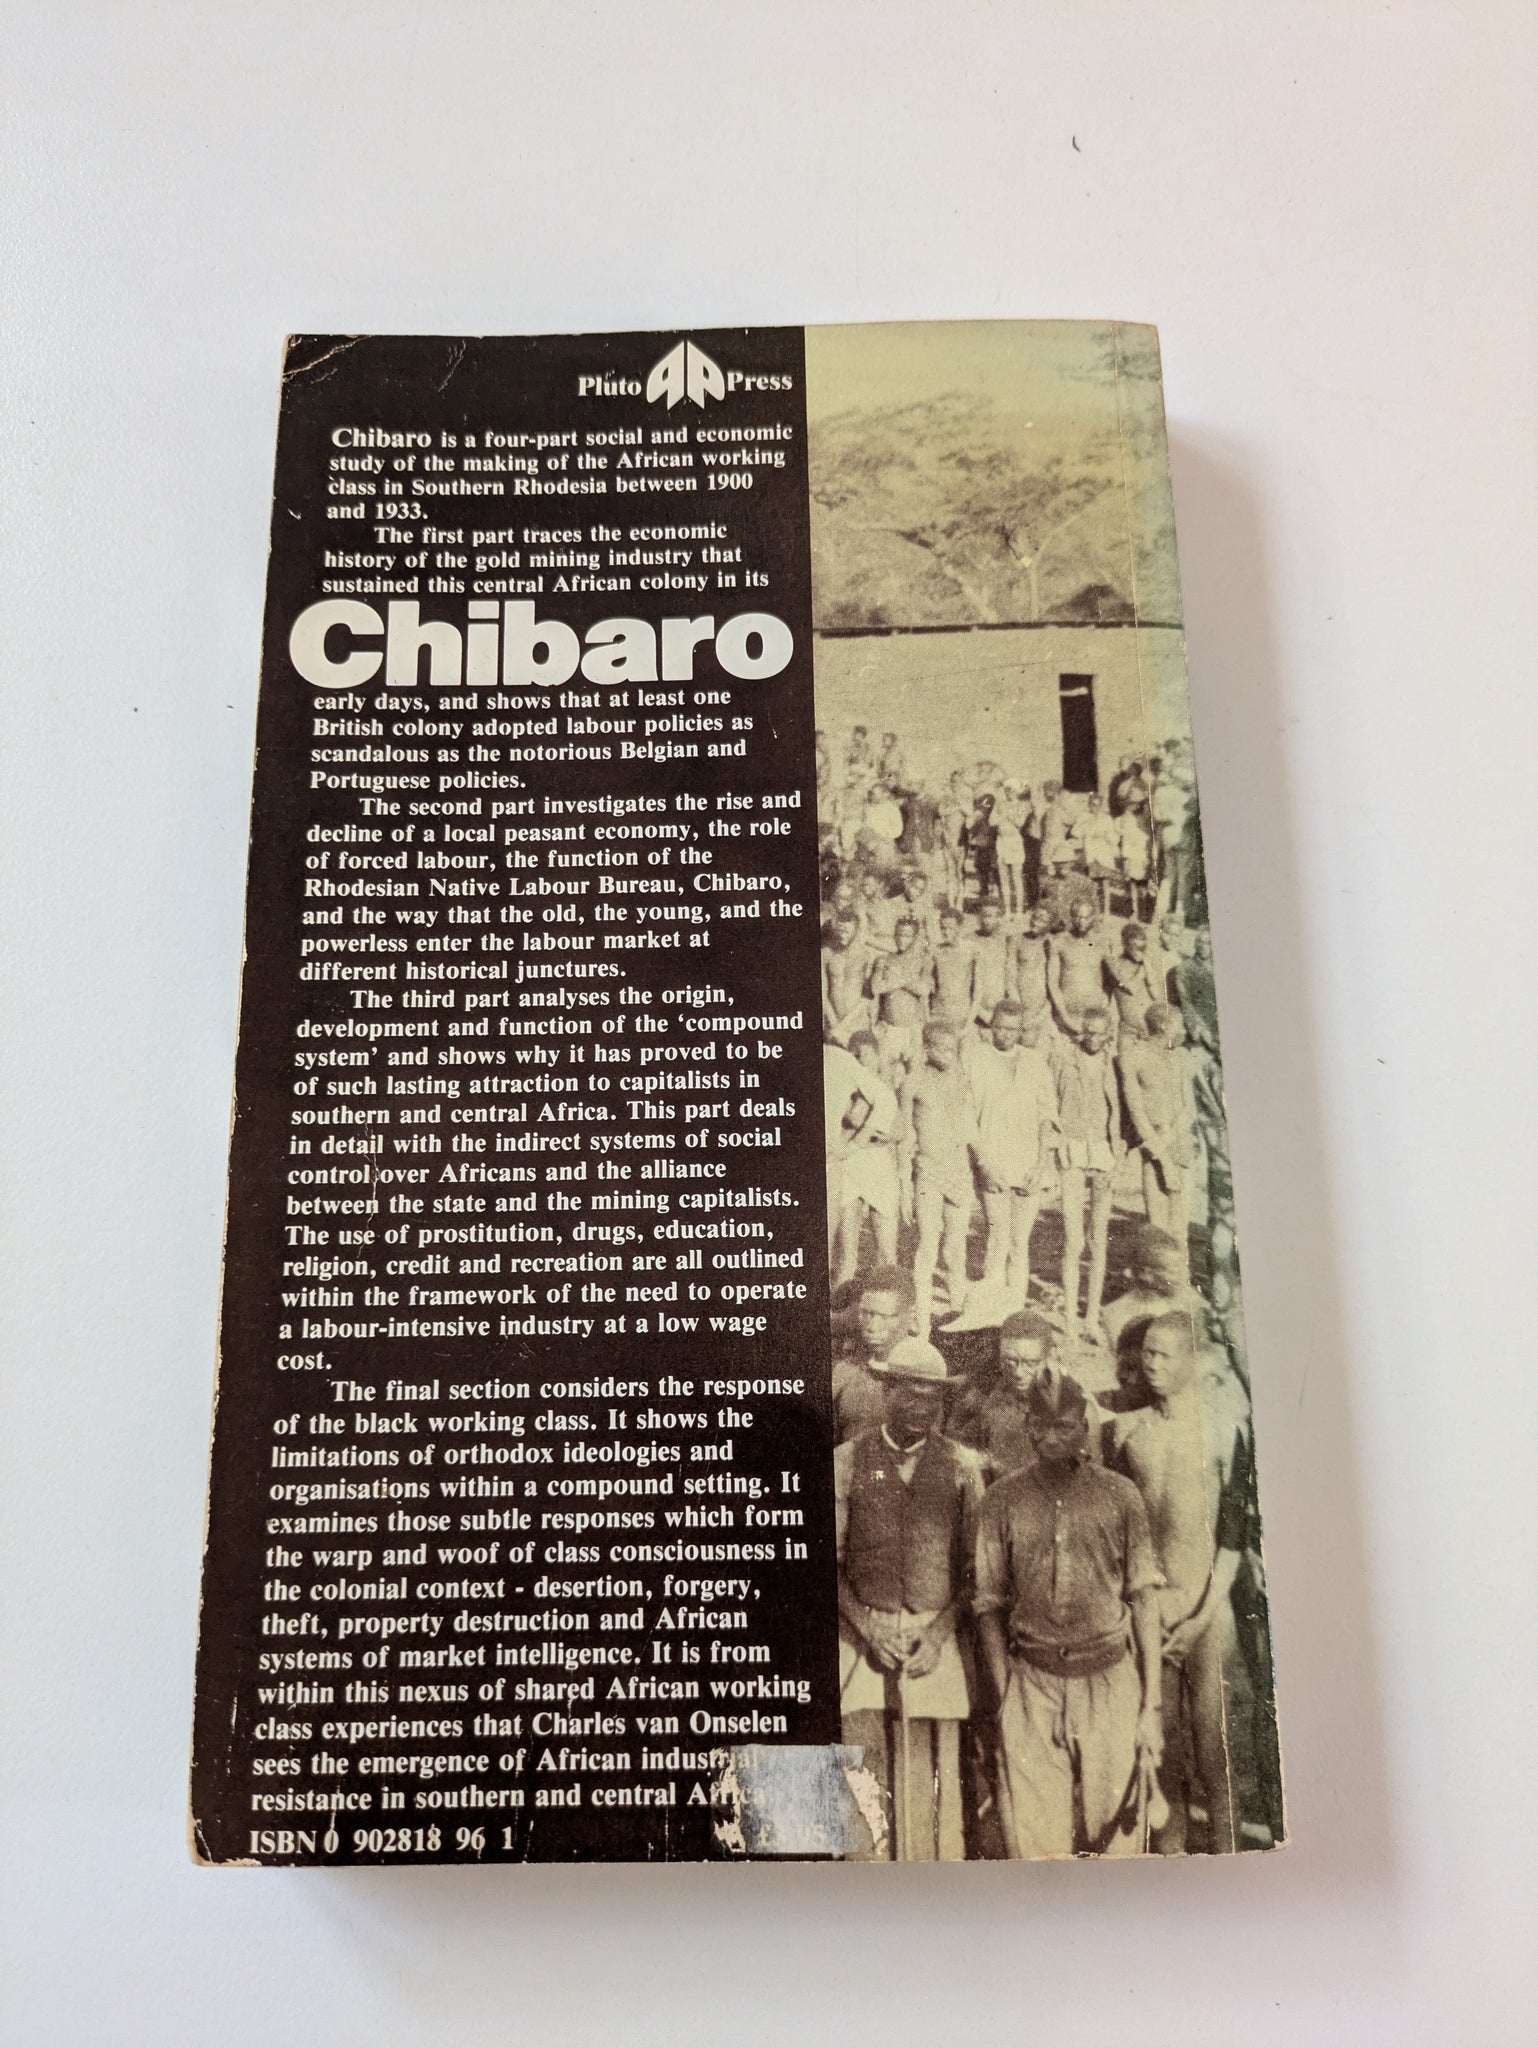 Pluto Press
Chibaro is a four-part social and economic
study of the making of the African working
class in Southern Rhodesia between 1900
and 1933.
The first part traces the economic
history of the gold mining industry that
sustained this central African colony in its
Chibaro
early days, and shows that at least one
British colony adopted labour policies as
scandalous as the notorious Belgian and
Portuguese policies.
The second part investigates the rise and
decline of a local peasant economy, the role
of forced labour, the function of the
Rhodesian Native Labour Bureau, Chibaro,
and the way that the old, the young, and the
powerless enter the labour market at
different historical junctures.
The third part analyses the origin,
development and function of the ‘compound
system’ and shows why it has proved to be
of such lasting attraction to capitalists in
southern and central Africa. This part deals
in detail with the indirect systems of social
control over Africans and the alliance
between the state and the mining capitalists.
The use of prostitution, drugs, education,
religion, credit and recreation are all outlined
within the framework of the need to operate
a labour-intensive industry at a low wage
cost.
The final section considers the response
of the black working class. It shows the
limitations of orthodox ideologies and
organisations within a compound setting. It
examines those subtle responses which form
the warp and woof of class consciousness in
the colonial context - desertion, forgery,
theft, property destruction and African
systems of market intelligence. It is from
within this nexus of shared African working
class experiences that Charles van Onselen
sees the emergence of African industrial
resistance in southern and central Africa
ISBN 0 902818 96 1